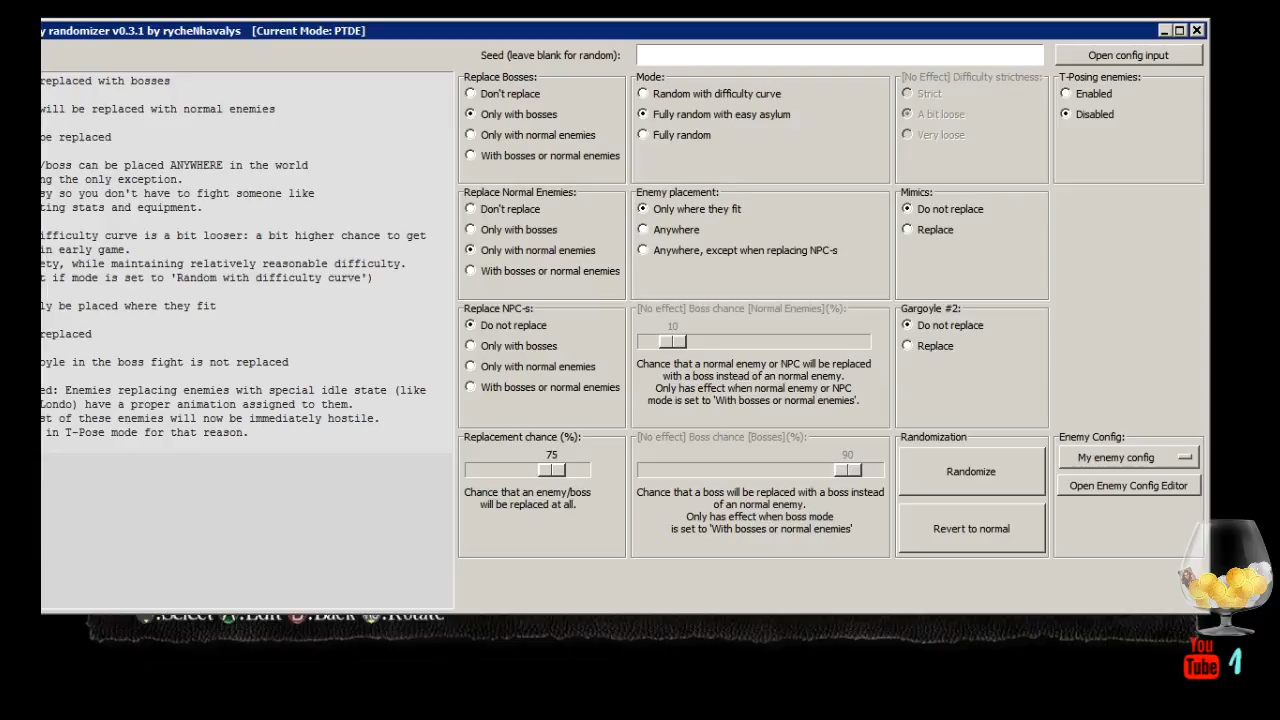 y randomizer v0.3.1 by rycheNhavalys [Current Mode: PTDE]
Seed (leave blank for random):
Open config input
replaced with bosses
will be replaced with normal enemies
be replaced
/boss can be placed ANYWHERE in the world
ng the only exception.
sy so you don't have to fight someone like
ting stats and equipment.
ifficulty curve is a bit looser: a bit higher chance to get
in early game.
ety, while maintaining relatively reasonable difficulty.
t if mode is set to 'Random with difficulty curve')
ly be placed where they fit
replaced
oyle in the boss fight is not replaced
ed: Enemies replacing enemies with special idle state (like
Londo) have a proper animation assigned to them.
st of these enemies will now be immediately hostile.
in T-Pose mode for that reason.
Replace Bosses:
Don't replace
Only with bosses
Only with normal enemies
With bosses or normal enemies
Mode:
Random with difficulty curve
Fully random with easy asylum
Fully random
[No Effect] Difficulty strictness:
Strict
A bit loose
Very loose
T-Posing enemies:
Enabled
Disabled
Replace Normal Enemies:
Don't replace
Only with bosses
Only with normal enemies
With bosses or normal enemies
Enemy placement:
Only where they fit
Anywhere
Anywhere, except when replacing NPC-s
Mimics:
Do not replace
Replace
Replace NPC-s:
Do not replace
Only with bosses
Only with normal enemies
With bosses or normal enemies
[No effect] Boss chance [Normal Enemies](%):
10
Chance that a normal enemy or NPC will be replaced
with a boss instead of an normal enemy.
Only has effect when normal enemy or NPC
mode is set to 'With bosses or normal enemies'.
Gargoyle #2:
Do not replace
Replace
Replacement chance (%):
75
Chance that an enemy/boss
will be replaced at all.
[No effect] Boss chance [Bosses](%):
90
Chance that a boss will be replaced with a boss instead
of an normal enemy.
Only has effect when boss mode
is set to 'With bosses or normal enemies'
Randomization
Randomize
Revert to normal
Enemy Config:
My enemy config
Open Enemy Config Editor
:Select :Edit :Back :Rotate
You
Tube 1